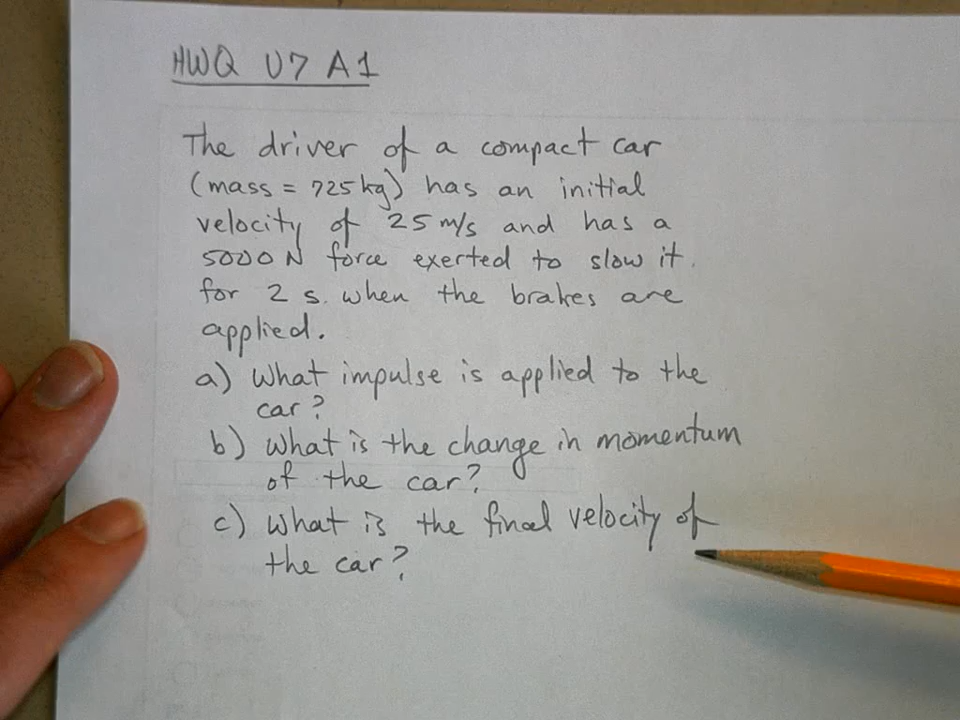 HWQ U7 A1
The driver of a compact car
(mass = 725 kg) has an initial
velocity of 25 m/s and has a
5000 N force exerted to slow it.
for 2 s. when the brakes are
applied.
a) What impulse is applied to the
car?
b) What is the change in momentum
of the car?
c) What is the final velocity of
the car?